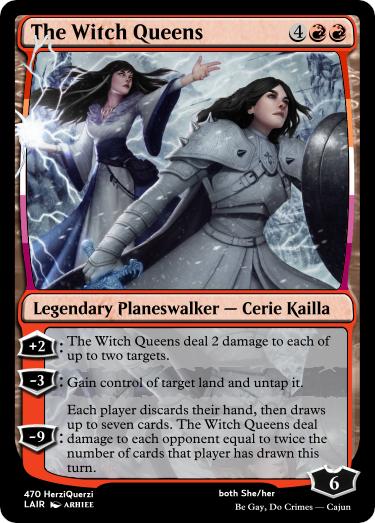 The Witch Queens 4
Legendary Planeswalker — Cerie Kailla
+2: The Witch Queens deal 2 damage to each of
up to two targets.
-3: Gain control of target land and untap it.
Each player discards their hand, then draws
up to seven cards. The Witch Queens deal
-9: damage to each opponent equal to twice the
number of cards that player has drawn this
turn.
6
470 HerziQuerzi both She/her
LAIR ARHIEE Be Gay, Do Crimes — Cajun